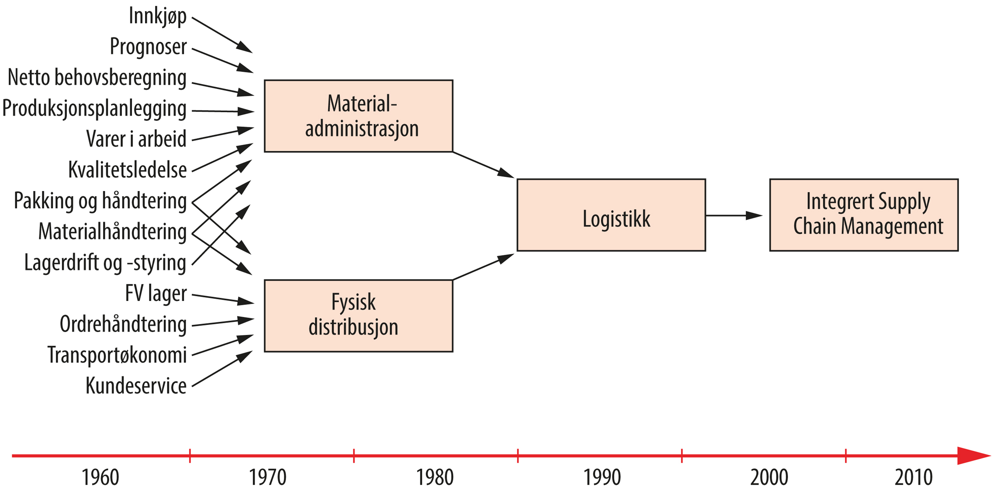 Innkjøp
Prognoser
Netto behovsberegning
Produksjonsplanlegging
Varer i arbeid
Kvalitetsledelse
Pakking og håndtering
Materialhåndtering
Lagerdrift og -styring
FV lager
Ordrehåndtering
Transportøkonomi
Kundeservice
Material-
administrasjon
Fysisk
distribusjon
Logistikk
Integrert Supply
Chain Management
1960
1970
1980
1990
2000
2010